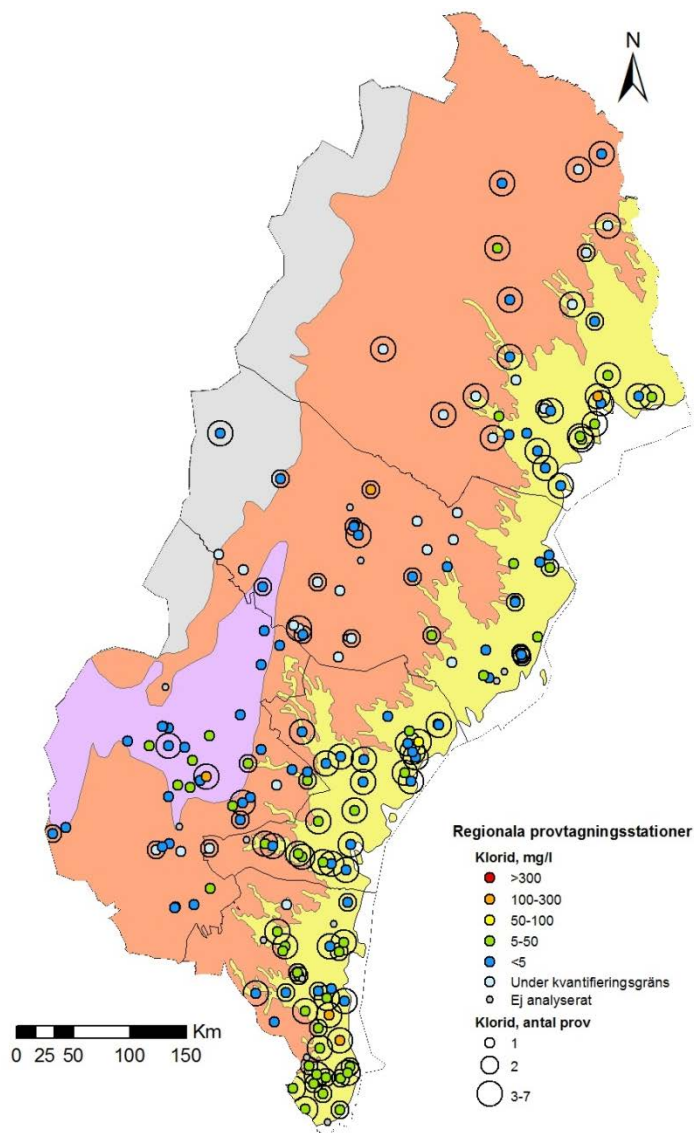 N
Regionala provtagningsstationer
Klorid, mg/l
>300
100-300
50-100
5-50
<5
Under kvantifieringsgräns
Ej analyserat
Klorid, antal prov
1
2
3-7
Km
0 25 50 100 150